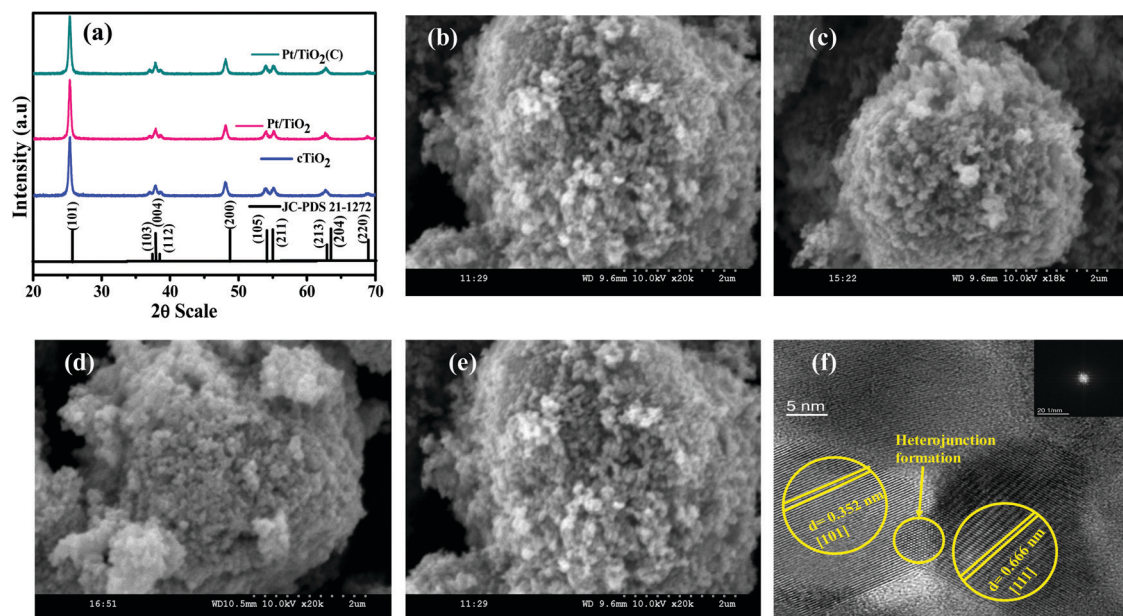 (a)
Pt/TiO2(C)
Pt/TiO2
cTiO2
JC-PDS 21-1272
(101)
(103)
(004)
(112)
(200)
(105)
(211)
(213)
(204)
(220)
Intensity (a.u)
20 30 40 50 60 70
2θ Scale
(b)
11:29 WD 9.6mm 10.0kV x20k 2um
(c)
15:22 WD 9.6mm 10.0kV x18k 2um
(d)
16:51 WD10.5mm 10.0kV x20k 2um
(e)
11:29 WD 9.6mm 10.0kV x20k 2um
(f)
5 nm
20 1/nm
Heterojunction
formation
d= 0.352 nm
[101]
d= 0.666 nm
[111]